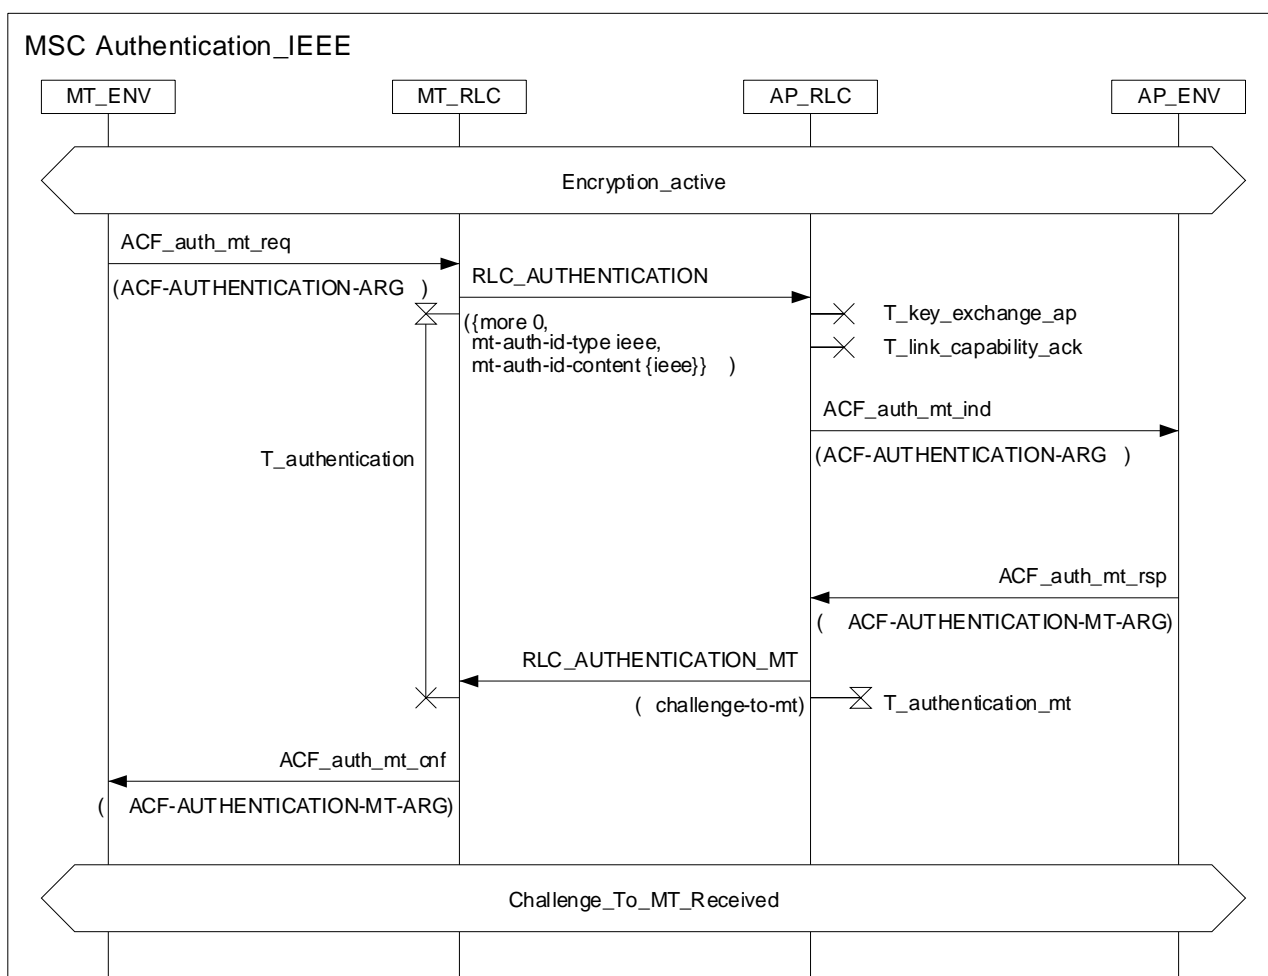 MSC Authentication_IEEE
MT_ENV MT_RLC AP_RLC AP_ENV
Encryption_active
ACF_auth_mt_req
(ACF-AUTHENTICATION-ARG )
RLC_AUTHENTICATION
({more 0,
mt-auth-id-type ieee,
mt-auth-id-content {ieee}} )
T_key_exchange_ap
T_link_capability_ack
ACF_auth_mt_ind
(ACF-AUTHENTICATION-ARG )
T_authentication
ACF_auth_mt_rsp
( ACF-AUTHENTICATION-MT-ARG)
RLC_AUTHENTICATION_MT
( challenge-to-mt)
T_authentication_mt
ACF_auth_mt_cnf
( ACF-AUTHENTICATION-MT-ARG)
Challenge_To_MT_Received